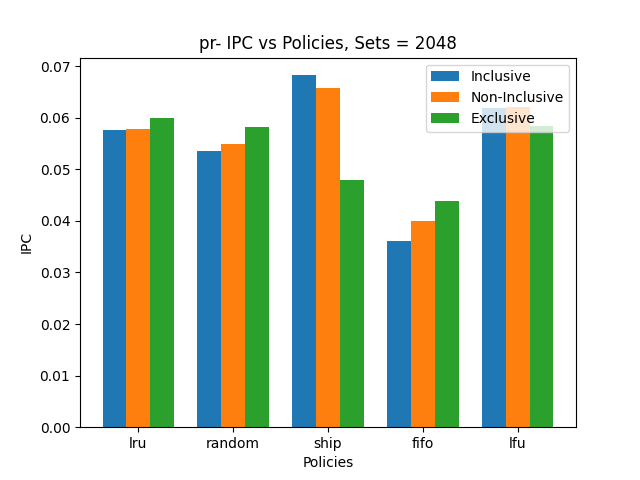 pr- IPC vs Policies, Sets = 2048
0.07
0.06
0.05
0.04
0.03
0.02
0.01
0.00
IPC
Inclusive
Non-Inclusive
Exclusive
lru random ship fifo lfu
Policies